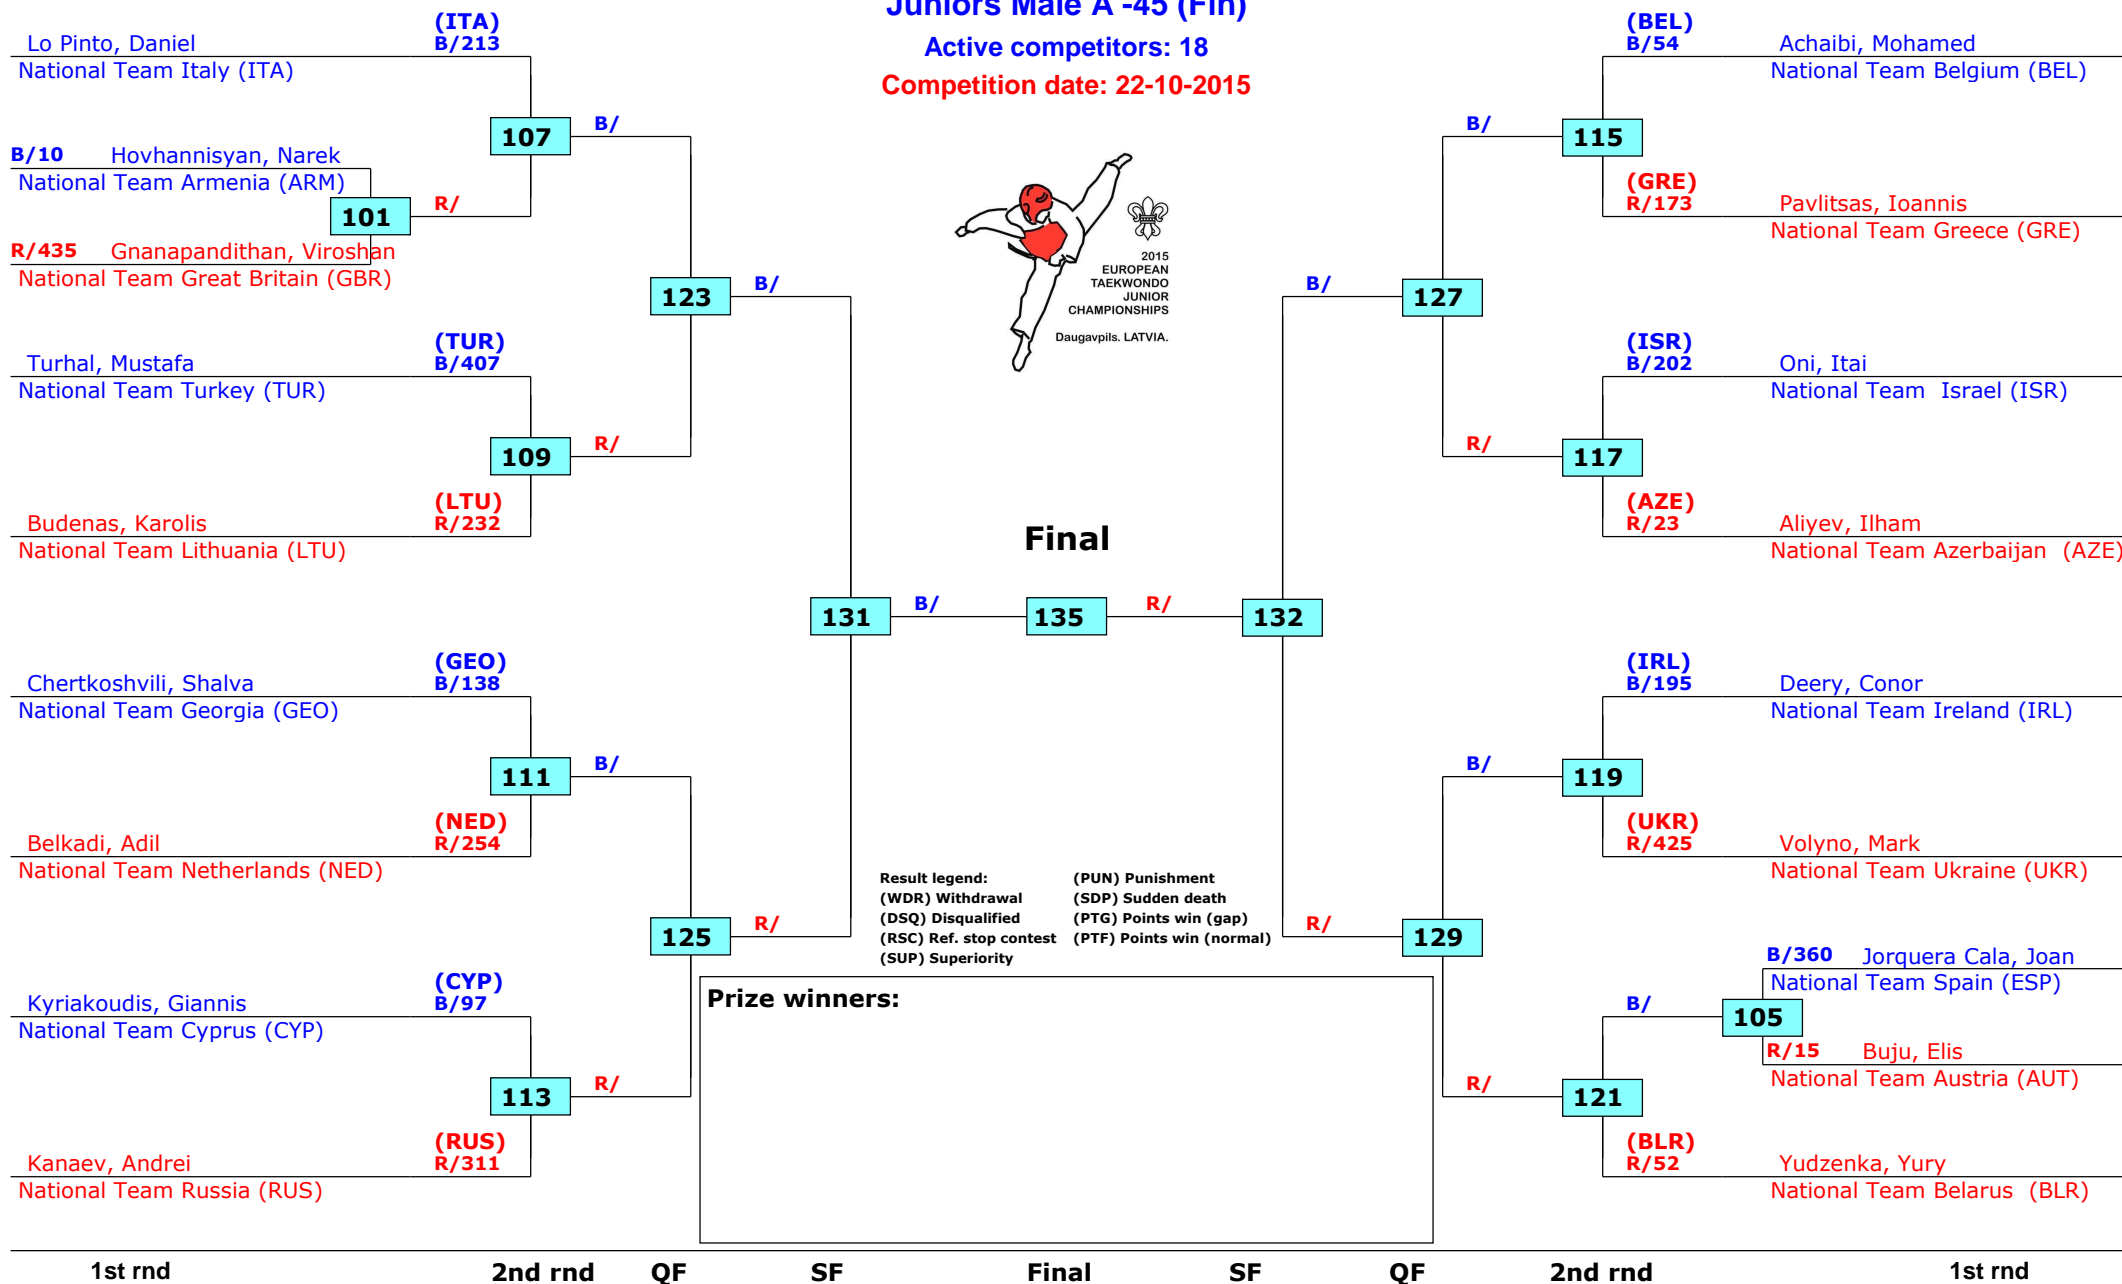 Juniors Male A -45 (Fin)
Active competitors: 18
Competition date: 22-10-2015
(ITA)
Lo Pinto, Daniel B/213
National Team Italy (ITA)
107
B/
B/10 Hovhannisyan, Narek
National Team Armenia (ARM)
101
R/
R/435 Gnanapandithan, Viroshan
National Team Great Britain (GBR)
123
B/
(TUR)
Turhal, Mustafa B/407
National Team Turkey (TUR)
109
R/
(LTU)
Budenas, Karolis R/232
National Team Lithuania (LTU)
131
B/
(GEO)
Chertkoshvili, Shalva B/138
National Team Georgia (GEO)
111
B/
(NED)
Belkadi, Adil R/254
National Team Netherlands (NED)
125
R/
(CYP)
Kyriakoudis, Giannis B/97
National Team Cyprus (CYP)
113
R/
(RUS)
Kanaev, Andrei R/311
National Team Russia (RUS)
2015
EUROPEAN
TAEKWONDO
JUNIOR
CHAMPIONSHIPS
Daugavpils. LATVIA.
Final
135
R/
132
Result legend: (PUN) Punishment
(WDR) Withdrawal (SDP) Sudden death
(DSQ) Disqualified (PTG) Points win (gap)
(RSC) Ref. stop contest (PTF) Points win (normal)
(SUP) Superiority
Prize winners:
(BEL)
B/54 Achaibi, Mohamed
National Team Belgium (BEL)
B/
115
(GRE)
R/173 Pavlitsas, Ioannis
National Team Greece (GRE)
B/
127
(ISR)
B/202 Oni, Itai
National Team  Israel (ISR)
R/
117
(AZE)
R/23 Aliyev, Ilham
National Team Azerbaijan  (AZE)
(IRL)
B/195 Deery, Conor
National Team Ireland (IRL)
B/
119
(UKR)
R/425 Volyno, Mark
National Team Ukraine (UKR)
R/
129
B/360 Jorquera Cala, Joan
National Team Spain (ESP)
B/
105
R/15 Buju, Elis
National Team Austria (AUT)
R/
121
(BLR)
R/52 Yudzenka, Yury
National Team Belarus  (BLR)
1st rnd 2nd rnd QF SF Final SF QF 2nd rnd 1st rnd